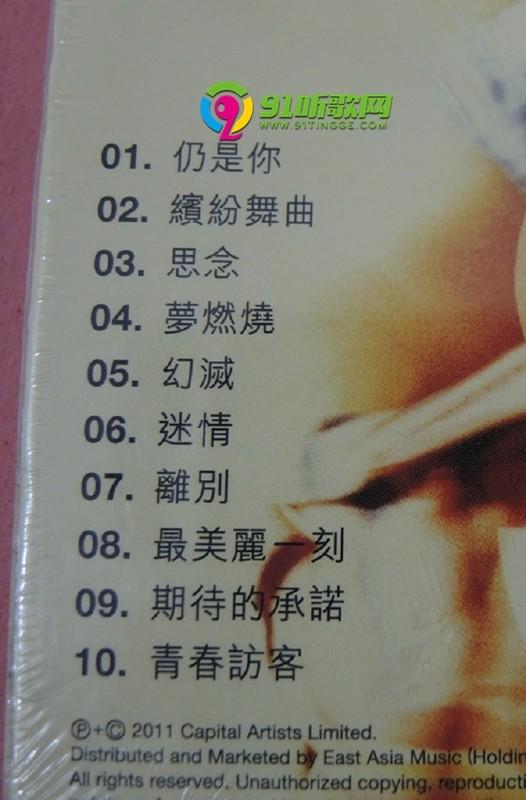 91听歌网
WWW.91TINGGE.COM
01. 仍是你
02. 繽紛舞曲
03. 思念
04. 夢燃燒
05. 幻滅
06. 迷情
07. 離別
08. 最美麗一刻
09. 期待的承諾
10. 青春訪客
Ⓟ+© 2011 Capital Artists Limited.
Distributed and Marketed by East Asia Music (Holdin
All rights reserved. Unauthorized copying, reproducti